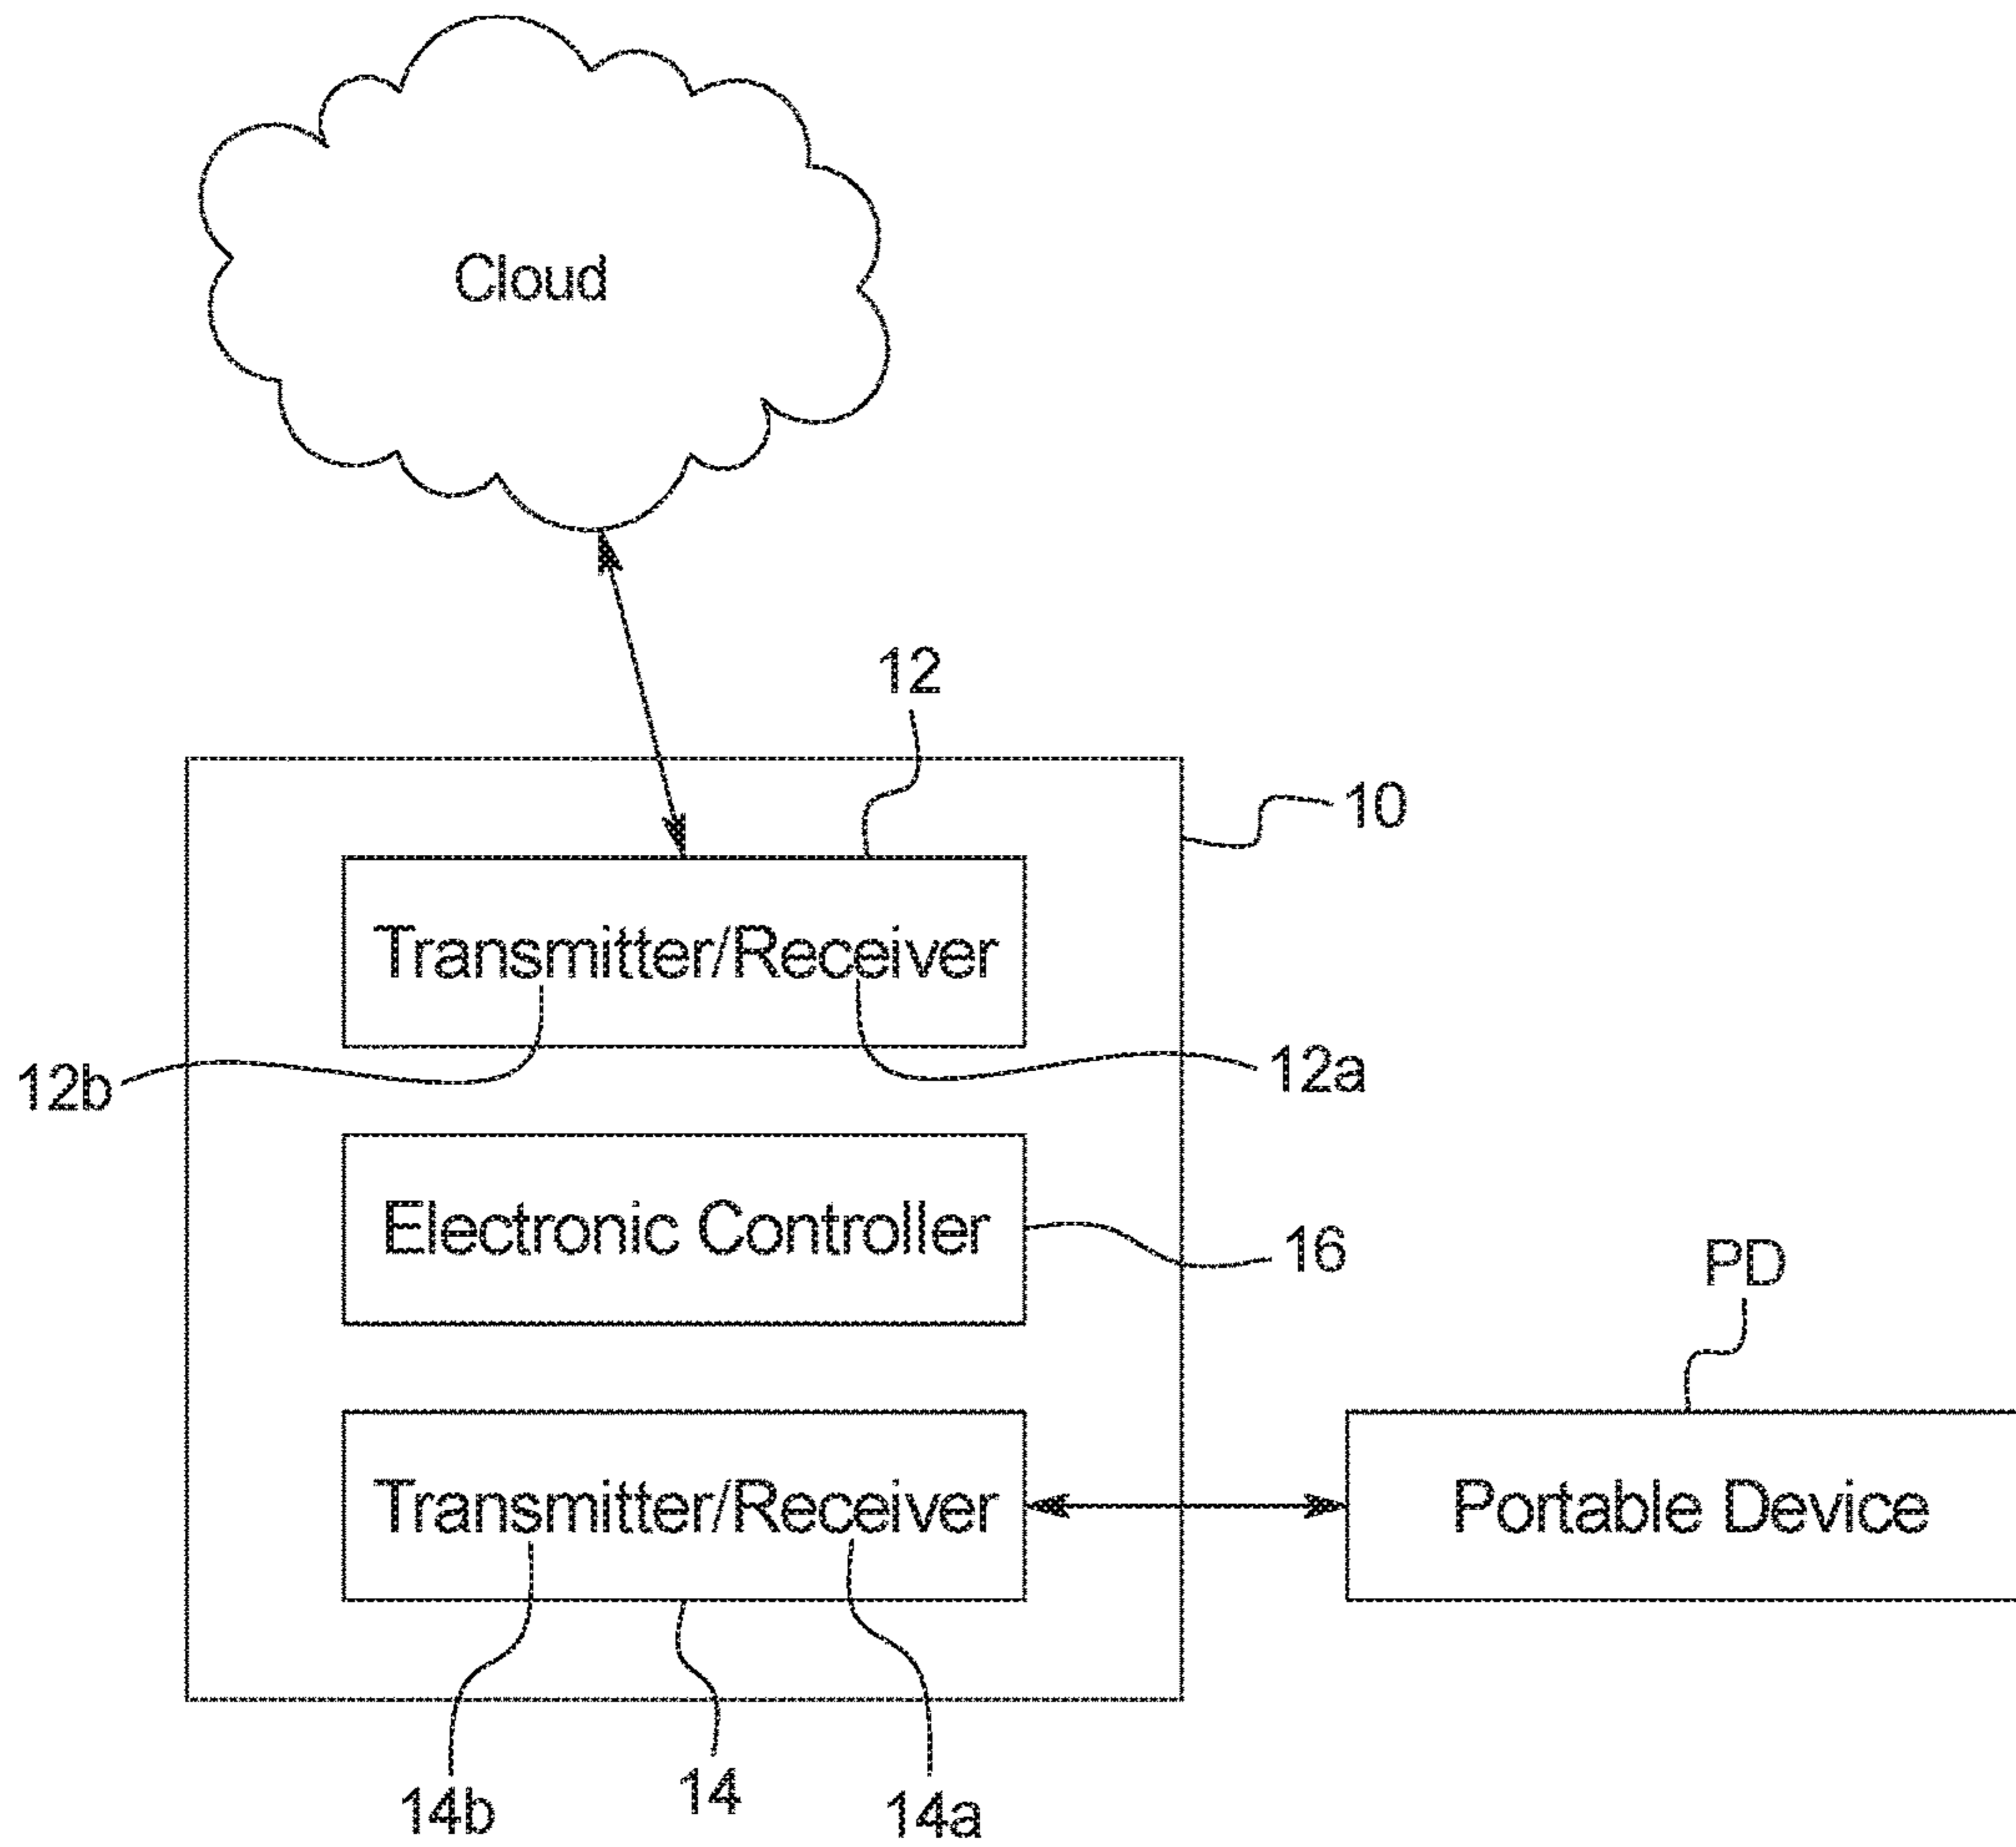 Cloud
12
10
Transmitter/Receiver
12b
12a
Electronic Controller
16
PD
Transmitter/Receiver
Portable Device
14b
14
14a